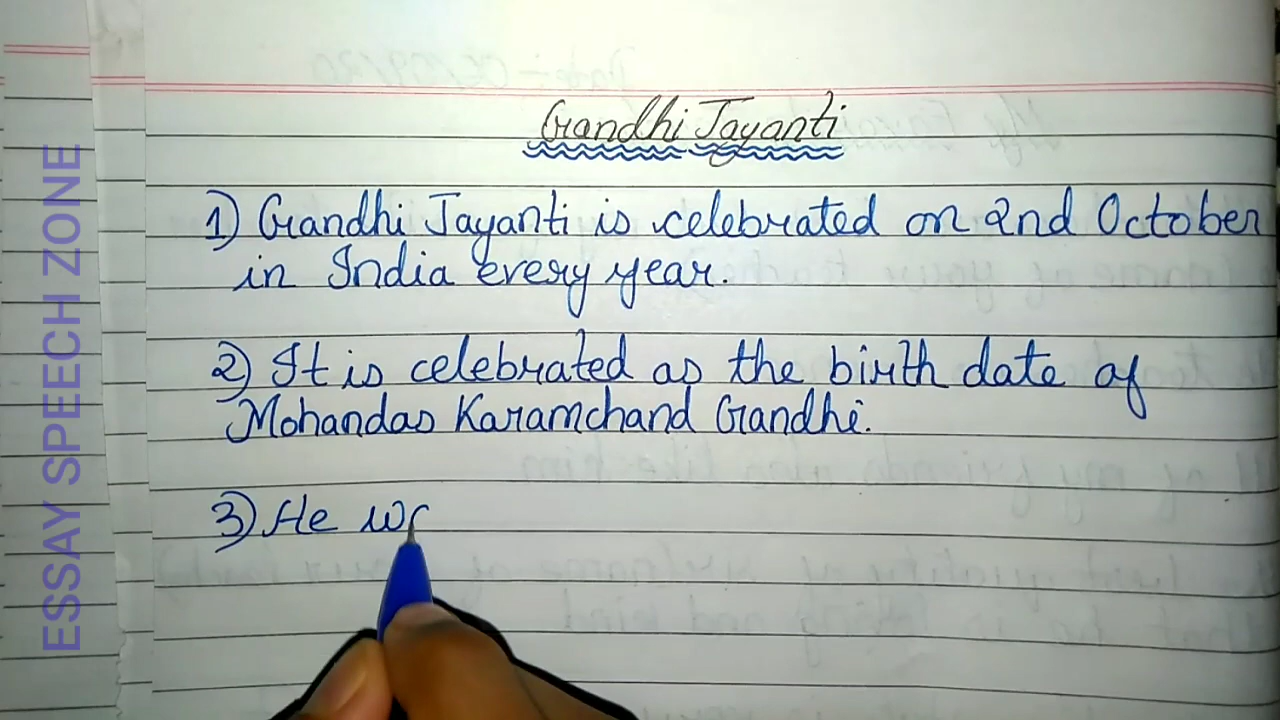 Gandhi Jayanti
1) Gandhi Jayanti is celebrated on 2nd October
in India every year.
2) It is celebrated as the birth date of
Mohandas Karamchand Gandhi.
3) He
ESSAY SPEECH ZONE